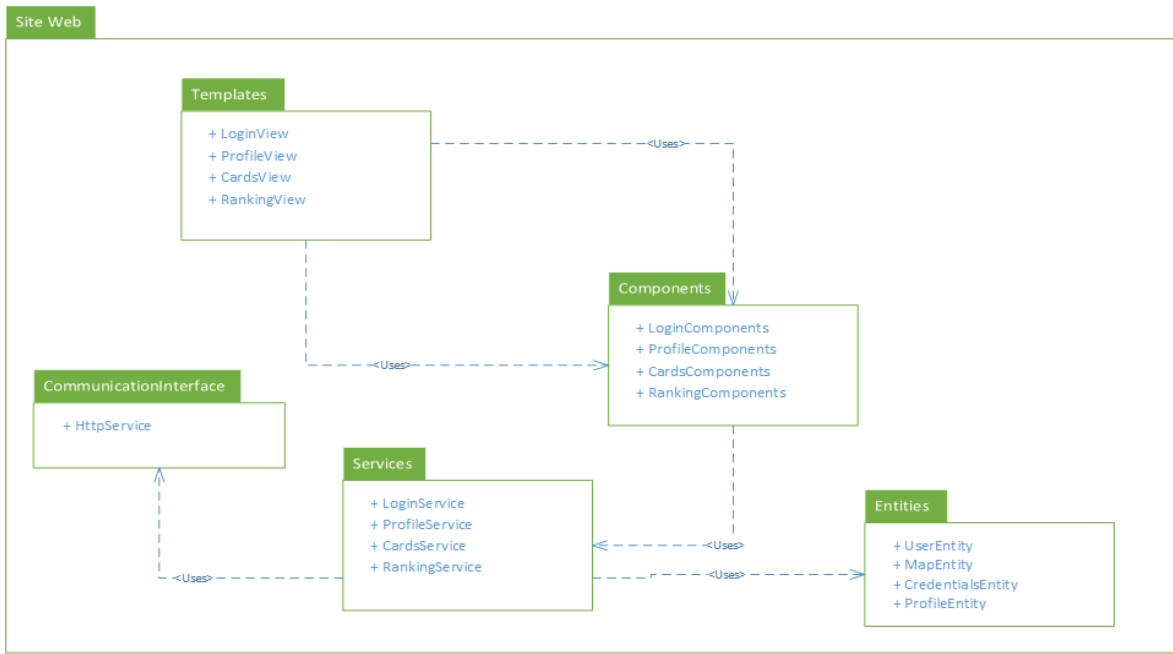 Site Web
Templates
+ LoginView
+ ProfileView
+ CardsView
+ RankingView
<Uses>
Components
+ LoginComponents
+ ProfileComponents
+ CardsComponents
+ RankingComponents
<Uses>
CommunicationInterface
+ HttpService
Services
+ LoginService
+ ProfileService
+ CardsService
+ RankingService
<Uses>
<Uses>
<Uses>
Entities
+ UserEntity
+ MapEntity
+ CredentialsEntity
+ ProfileEntity